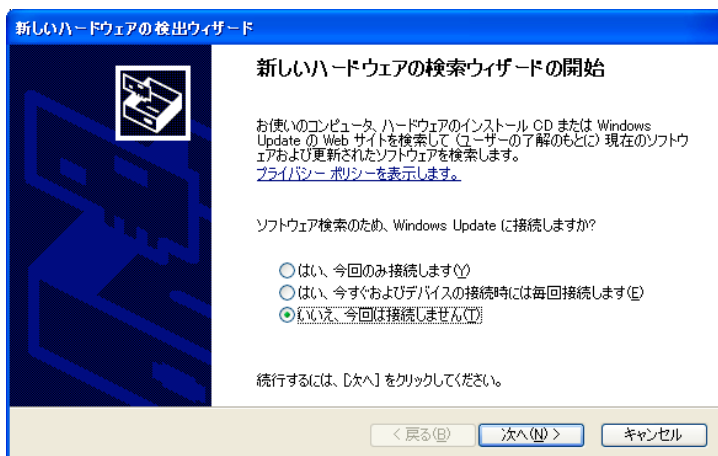 新しいハードウェアの検出ウィザード
新しいハードウェアの検索ウィザードの開始
お使いのコンピュータ、ハードウェアのインストール CD または Windows
Update の Web サイトを検索して (ユーザーの了解のもとに) 現在のソフトウ
ェアおよび更新されたソフトウェアを検索します。
プライバシー ポリシーを表示します。
ソフトウェア検索のため、Windows Update に接続しますか?
はい、今回のみ接続します(Y)
はい、今すぐおよびデバイスの接続時には毎回接続します(E)
いいえ、今回は接続しません(T)
続行するには、[次へ] をクリックしてください。
< 戻る(B) 次へ(N) > キャンセル